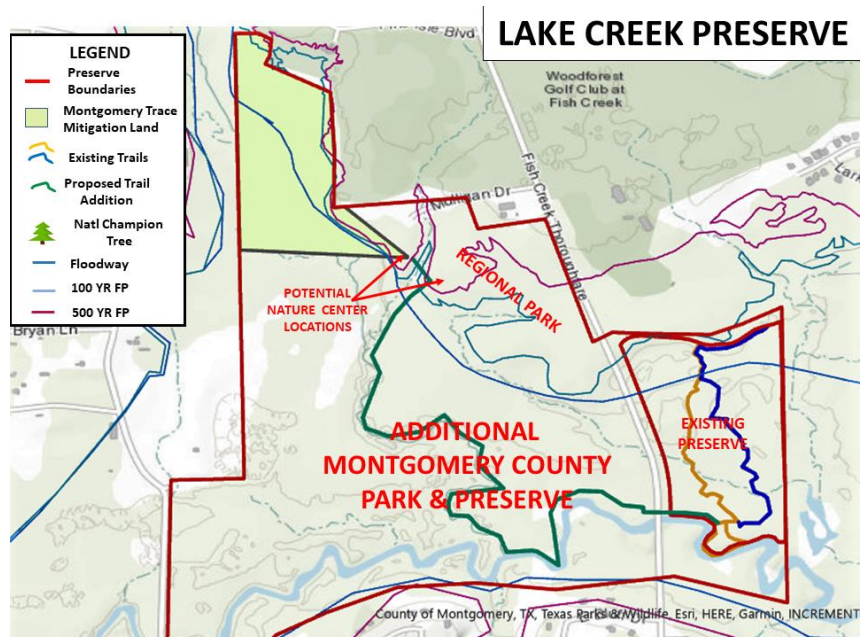 LAKE CREEK PRESERVE
LEGEND
Preserve
Boundaries
Montgomery Trace
Mitigation Land
Existing Trails
Proposed Trail
Addition
Natl Champion
Tree
Floodway
100 YR FP
500 YR FP
Woodforest
Golf Club at
Fish Creek
Mulligan Dr
Fish Creek Thoroughfare
REGIONAL PARK
POTENTIAL
NATURE CENTER
LOCATIONS
Bryan Ln
EXISTING
PRESERVE
ADDITIONAL
MONTGOMERY COUNTY
PARK & PRESERVE
County of Montgomery, TX, Texas Parks & Wildlife, Esri, HERE, Garmin, INCREMENT